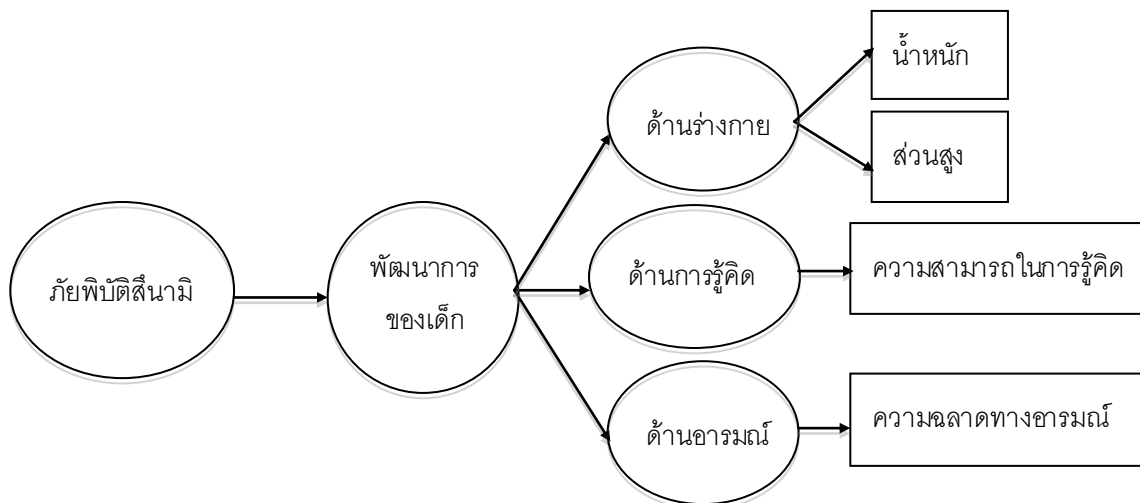 น้ำหนัก
ด้านร่างกาย
ส่วนสูง
ภัยพิบัติสึนามิ
พัฒนาการ
ของเด็ก
ด้านการรู้คิด
ความสามารถในการรู้คิด
ด้านอารมณ์
ความฉลาดทางอารมณ์